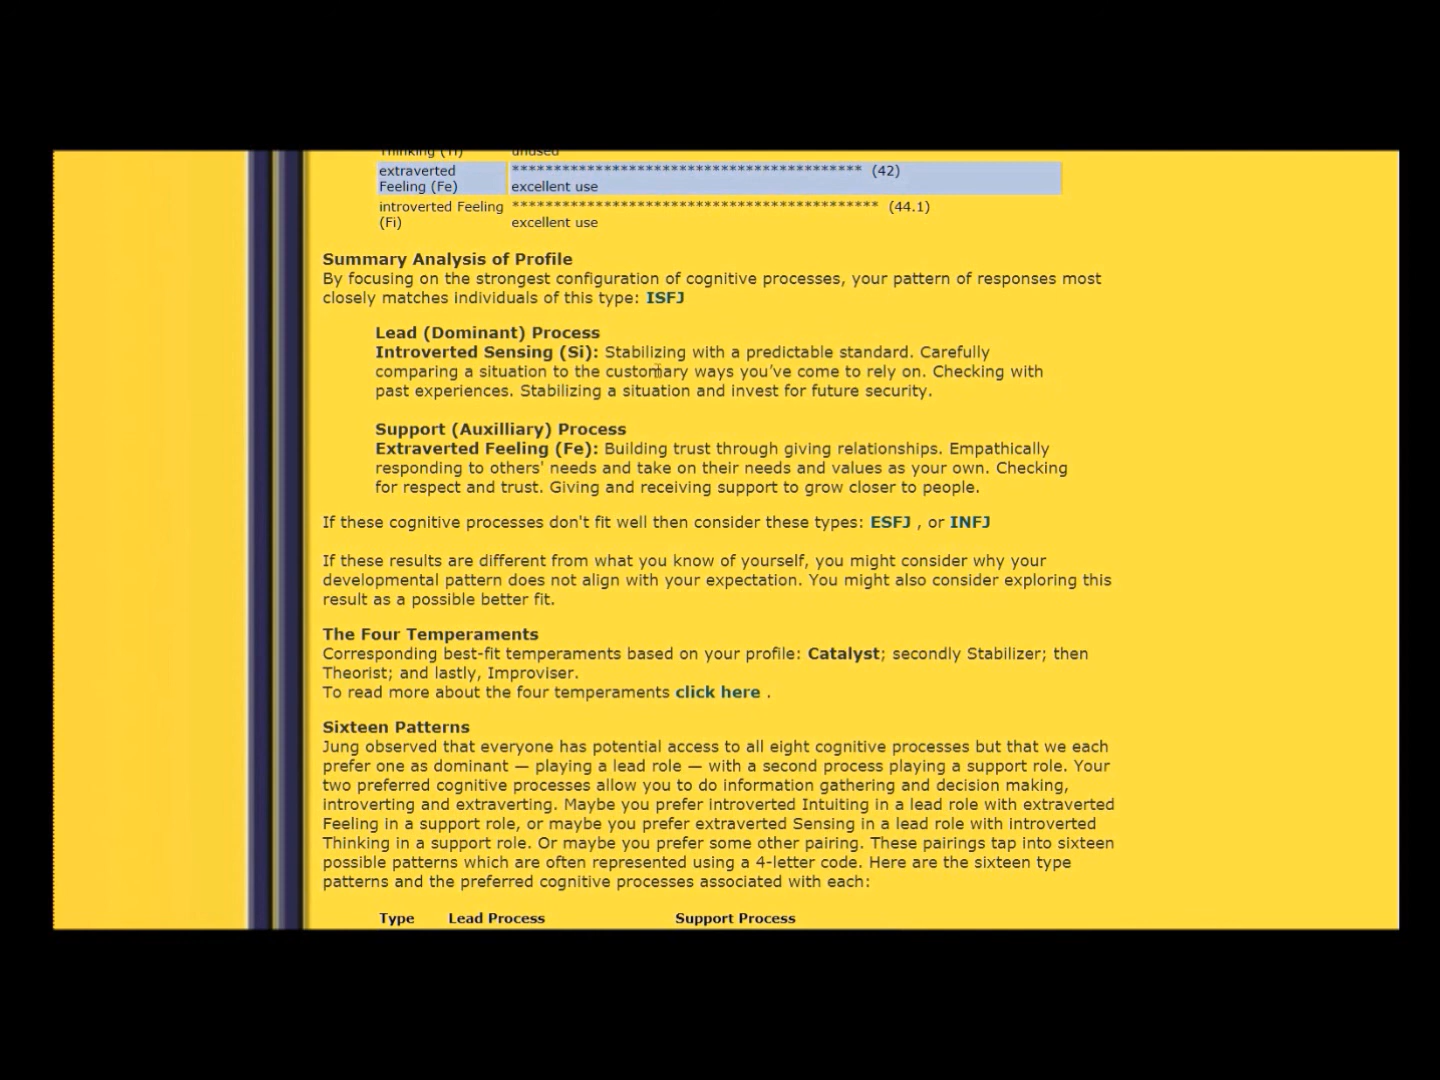 Thinking (Ti) unused
extraverted ****************************************** (42)
Feeling (Fe) excellent use
introverted Feeling ******************************************** (44.1)
(Fi) excellent use
Summary Analysis of Profile
By focusing on the strongest configuration of cognitive processes, your pattern of responses most
closely matches individuals of this type: ISFJ
Lead (Dominant) Process
Introverted Sensing (Si): Stabilizing with a predictable standard. Carefully
comparing a situation to the customary ways you've come to rely on. Checking with
past experiences. Stabilizing a situation and invest for future security.
Support (Auxilliary) Process
Extraverted Feeling (Fe): Building trust through giving relationships. Empathically
responding to others' needs and take on their needs and values as your own. Checking
for respect and trust. Giving and receiving support to grow closer to people.
If these cognitive processes don't fit well then consider these types: ESFJ , or INFJ
If these results are different from what you know of yourself, you might consider why your
developmental pattern does not align with your expectation. You might also consider exploring this
result as a possible better fit.
The Four Temperaments
Corresponding best-fit temperaments based on your profile: Catalyst; secondly Stabilizer; then
Theorist; and lastly, Improviser.
To read more about the four temperaments click here .
Sixteen Patterns
Jung observed that everyone has potential access to all eight cognitive processes but that we each
prefer one as dominant — playing a lead role — with a second process playing a support role. Your
two preferred cognitive processes allow you to do information gathering and decision making,
introverting and extraverting. Maybe you prefer introverted Intuiting in a lead role with extraverted
Feeling in a support role, or maybe you prefer extraverted Sensing in a lead role with introverted
Thinking in a support role. Or maybe you prefer some other pairing. These pairings tap into sixteen
possible patterns which are often represented using a 4-letter code. Here are the sixteen type
patterns and the preferred cognitive processes associated with each:
Type Lead Process Support Process